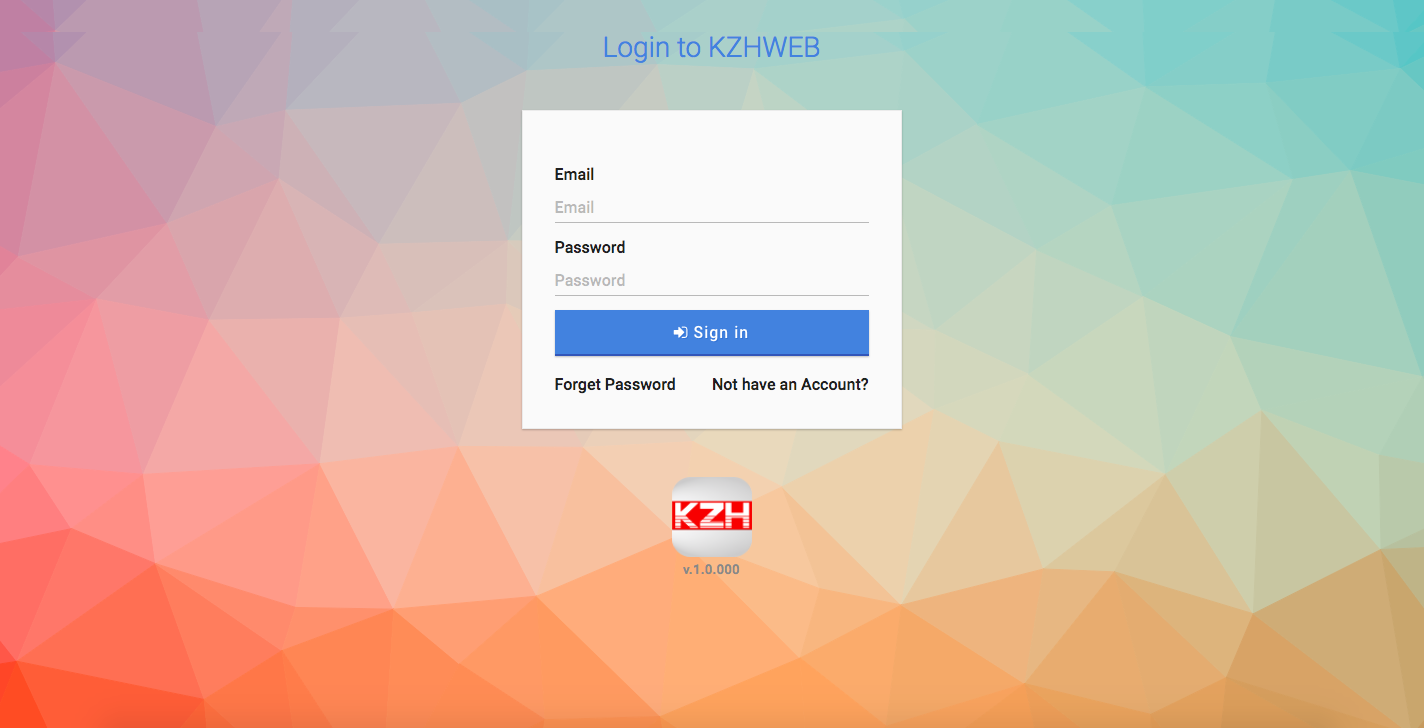 Login to KZHWEB
Email
Email
Password
Password
Sign in
Forget Password Not have an Account?
KZH
v.1.0.000